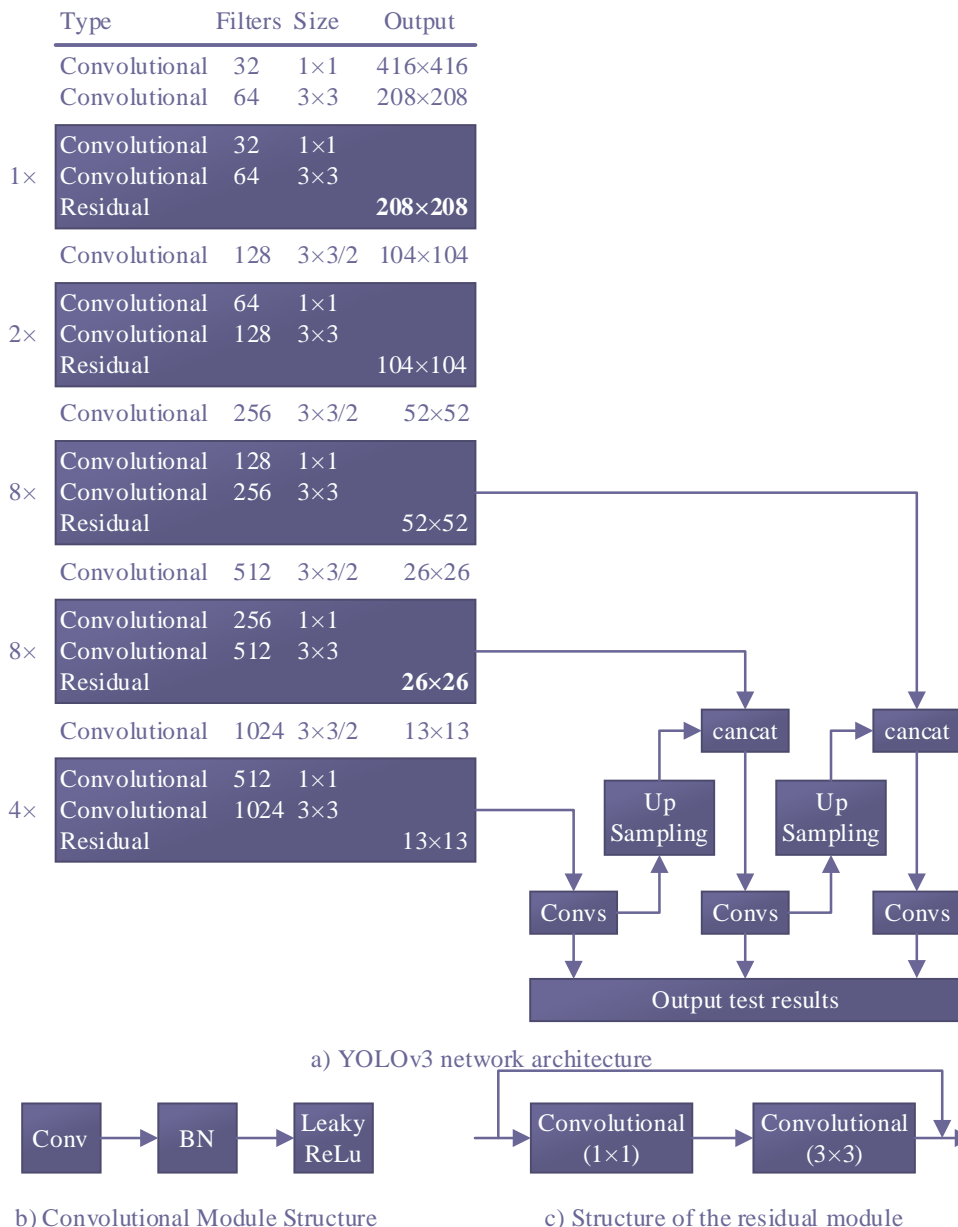 Type Filters Size Output
Convolutional 32 1×1 416×416
Convolutional 64 3×3 208×208
1×
Convolutional 32 1×1
Convolutional 64 3×3
Residual 208×208
Convolutional 128 3×3/2 104×104
2×
Convolutional 64 1×1
Convolutional 128 3×3
Residual 104×104
Convolutional 256 3×3/2 52×52
8×
Convolutional 128 1×1
Convolutional 256 3×3
Residual 52×52
Convolutional 512 3×3/2 26×26
8×
Convolutional 256 1×1
Convolutional 512 3×3
Residual 26×26
Convolutional 1024 3×3/2 13×13
4×
Convolutional 512 1×1
Convolutional 1024 3×3
Residual 13×13
cancat
cancat
Up
Sampling
Up
Sampling
Convs
Convs
Convs
Output test results
a) YOLOv3 network architecture
Conv
BN
Leaky
ReLu
Convolutional
(1×1)
Convolutional
(3×3)
b) Convolutional Module Structure
c) Structure of the residual module